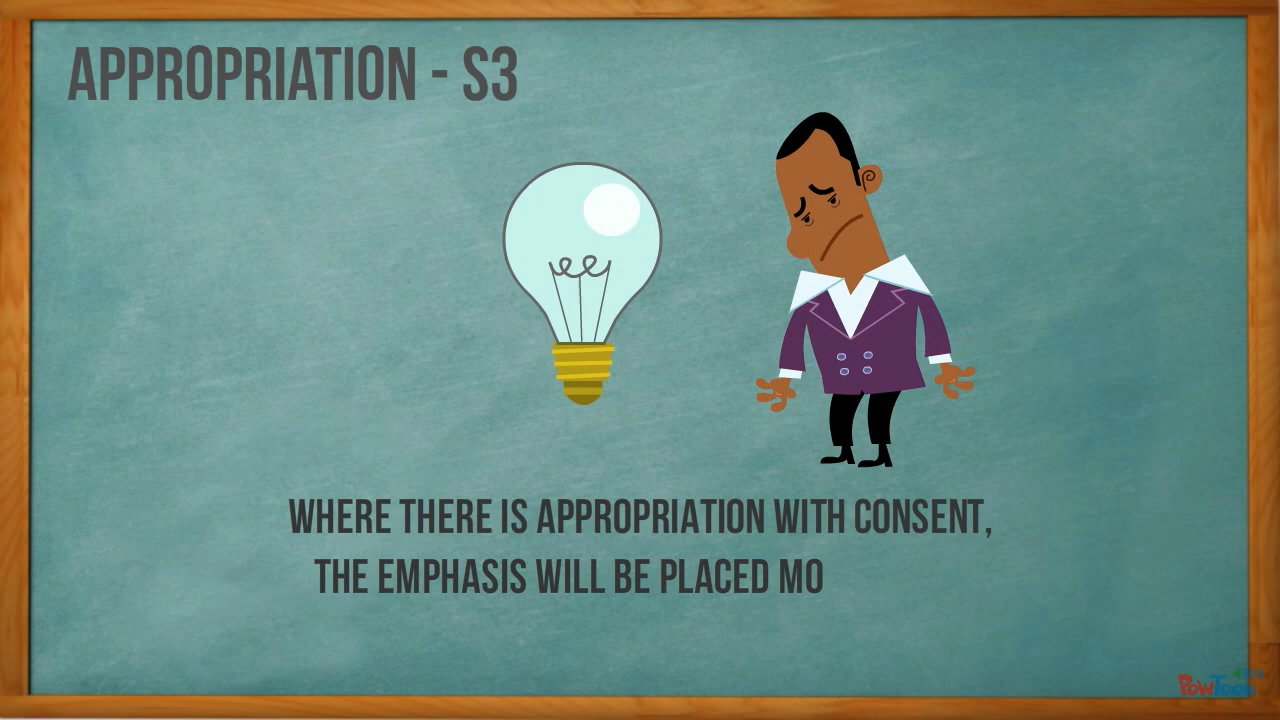 APPROPRIATION - S3
WHERE THERE IS APPROPRIATION WITH CONSENT,
THE EMPHASIS WILL BE PLACED MO
PowToon